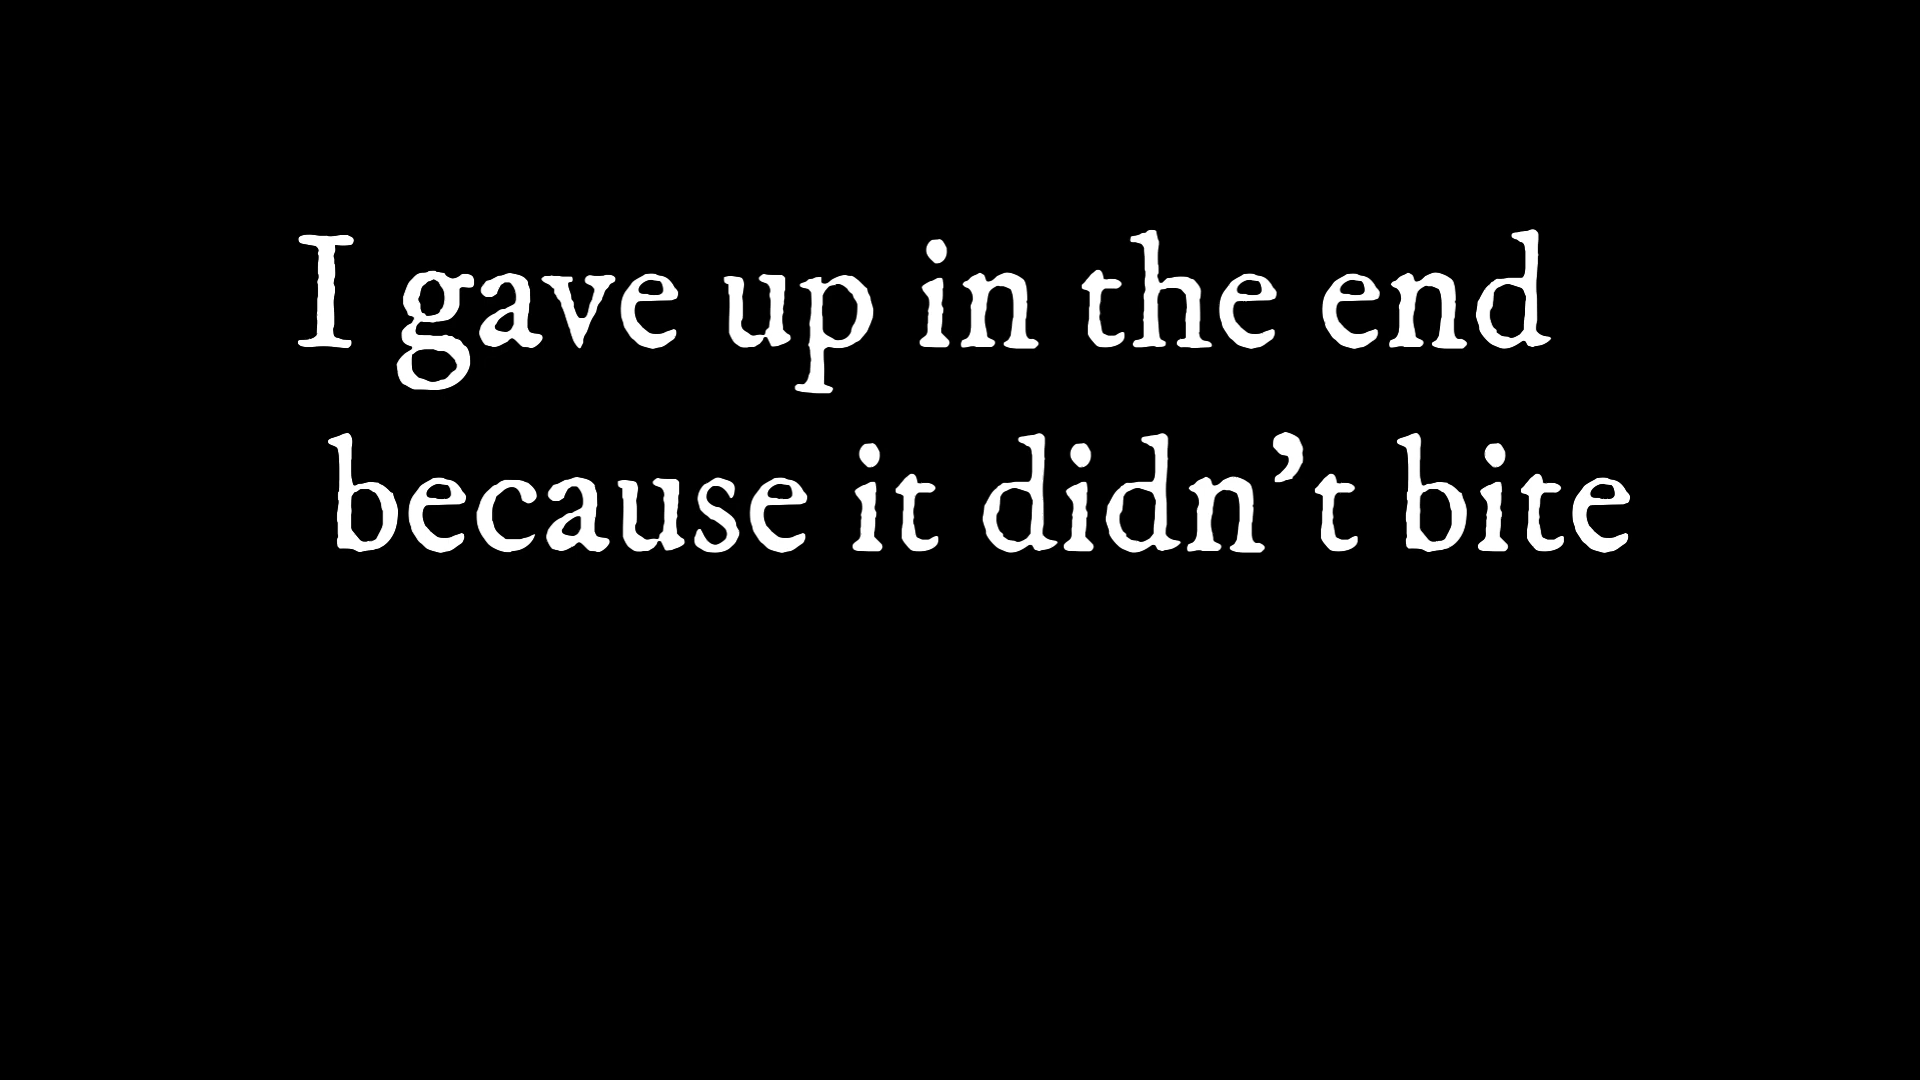 I gave up in the end
because it didn’t bite